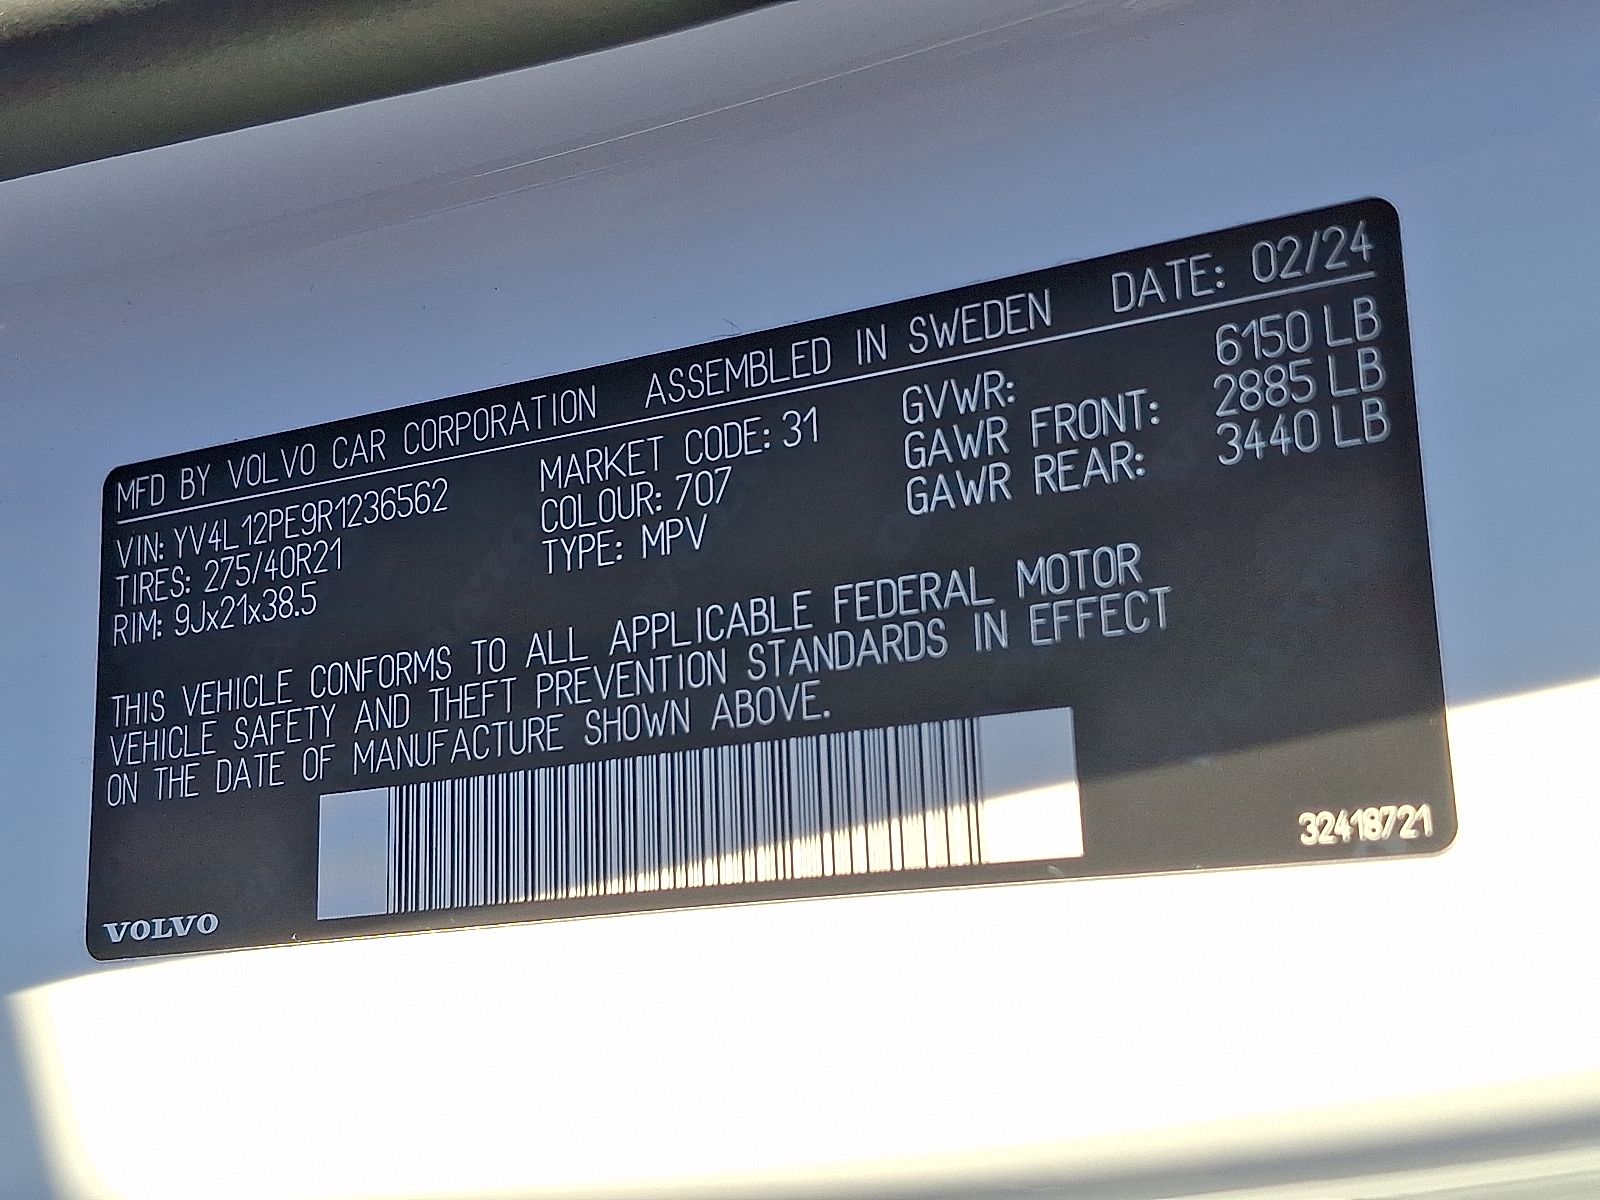 MFD BY VOLVO CAR CORPORATION ASSEMBLED IN SWEDEN DATE: 02/24
VIN: YV4L12PE9R1236562 MARKET CODE: 31 GVWR: 6150 LB
TIRES: 275/40R21 COLOUR: 707 GAWR FRONT: 2885 LB
RIM: 9Jx21x38.5 TYPE: MPV GAWR REAR: 3440 LB
THIS VEHICLE CONFORMS TO ALL APPLICABLE FEDERAL MOTOR
VEHICLE SAFETY AND THEFT PREVENTION STANDARDS IN EFFECT
ON THE DATE OF MANUFACTURE SHOWN ABOVE.
32418721
VOLVO